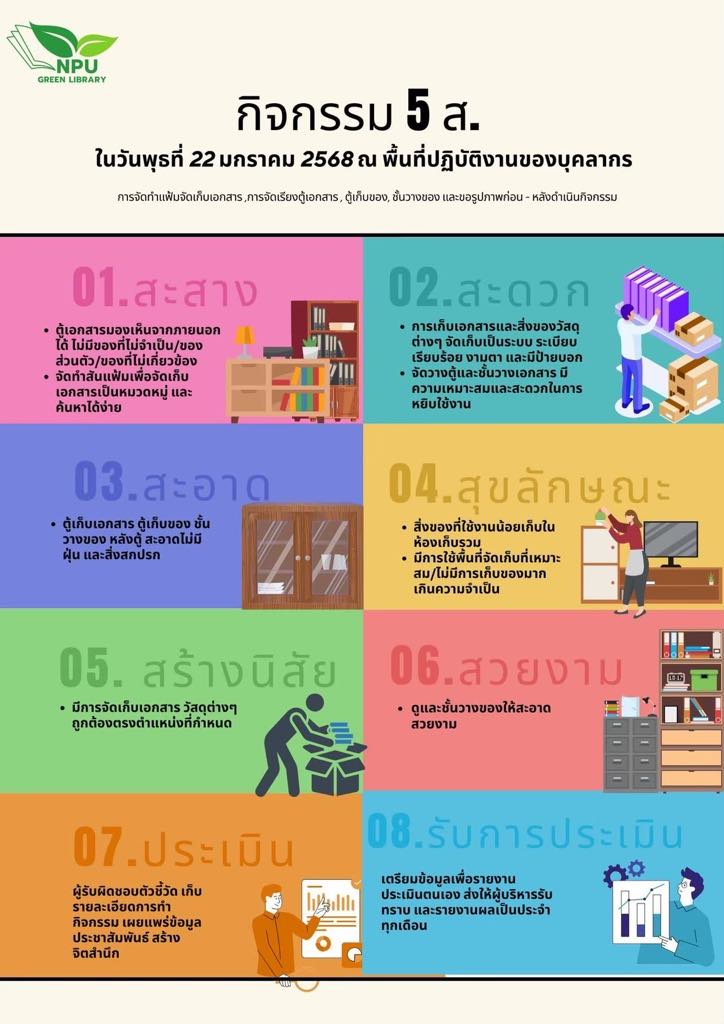 NPU
GREEN LIBRARY
กิจกรรม 5 ส.
ในวันพุธที่ 22 มกราคม 2568 ณ พื้นที่ปฏิบัติงานของบุคลากร
การจัดทำแฟ้มจัดเก็บเอกสาร ,การจัดเรียงตู้เอกสาร , ตู้เก็บของ, ชั้นวางของ และขอรูปภาพก่อน - หลังดำเนินกิจกรรม
01.สะสาง
• ตู้เอกสารมองเห็นจากภายนอก
ได้ ไม่มีของที่ไม่จำเป็น/ของ
ส่วนตัว/ของที่ไม่เกี่ยวข้อง
• จัดทำสันแฟ้มเพื่อจัดเก็บ
เอกสารเป็นหมวดหมู่ และ
ค้นหาได้ง่าย
02.สะดวก
• การเก็บเอกสารและสิ่งของวัสดุ
ต่างๆ จัดเก็บเป็นระบบ ระเบียบ
เรียบร้อย งามตา และมีป้ายบอก
• จัดวางตู้และชั้นวางเอกสาร มี
ความเหมาะสมและสะดวกในการ
หยิบใช้งาน
03.สะอาด
• ตู้เก็บเอกสาร ตู้เก็บของ ชั้น
วางของ หลังตู้ สะอาดไม่มี
ฝุ่น และสิ่งสกปรก
04.สุขลักษณะ
• สิ่งของที่ใช้งานน้อยเก็บใน
ห้องเก็บรวม
• มีการใช้พื้นที่จัดเก็บที่เหมาะ
สม/ไม่มีการเก็บของมาก
เกินความจำเป็น
05. สร้างนิสัย
• มีการจัดเก็บเอกสาร วัสดุต่างๆ
ถูกต้องตรงตำแหน่งที่กำหนด
06.สวยงาม
• ดูและชั้นวางของให้สะอาด
สวยงาม
07.ประเมิน
ผู้รับผิดชอบตัวชี้วัด เก็บ
รายละเอียดการทำ
กิจกรรม เผยแพร่ข้อมูล
ประชาสัมพันธ์ สร้าง
จิตสำนึก
08.รับการประเมิน
เตรียมข้อมูลเพื่อรายงาน
ประเมินตนเอง ส่งให้ผู้บริหารรับ
ทราบ และรายงานผลเป็นประจำ
ทุกเดือน